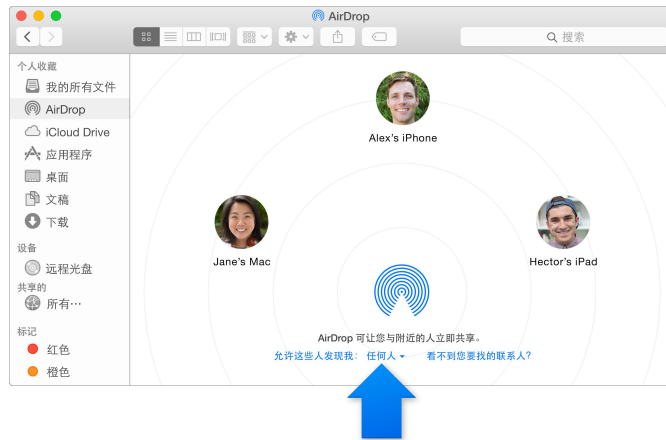 AirDrop
搜索
个人收藏
我的所有文件
AirDrop
iCloud Drive
应用程序
桌面
文稿
下载
设备
远程光盘
共享的
所有…
标记
红色
橙色
Alex's iPhone
Jane's Mac
Hector's iPad
AirDrop 可让您与附近的人立即共享。
允许这些人发现我： 任何人 看不到您要找的联系人?